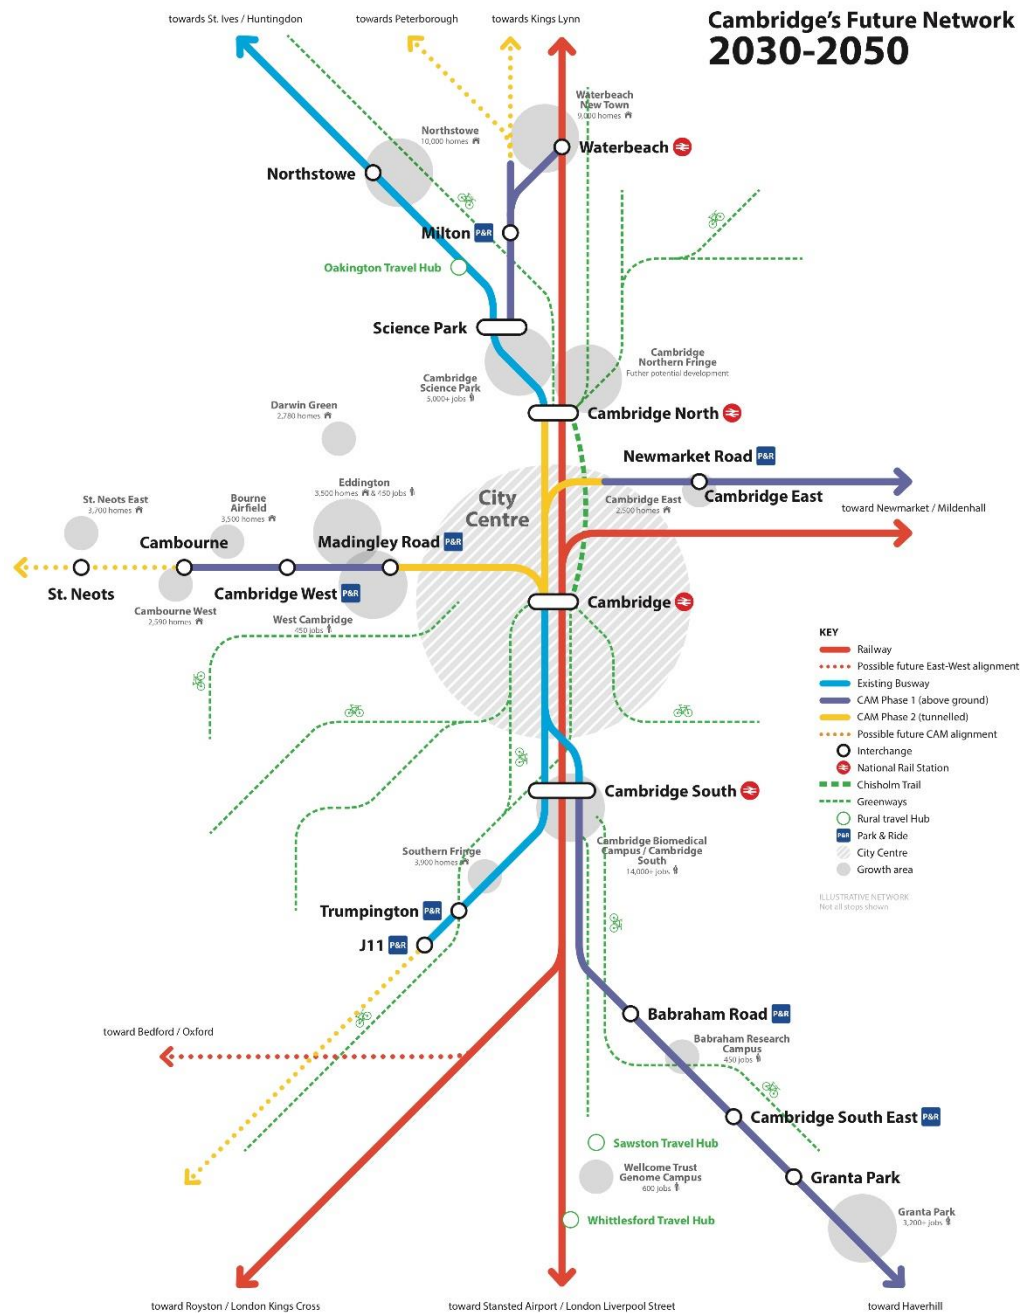 Cambridge's Future Network
2030-2050
towards St. Ives / Huntingdon
towards Peterborough
towards Kings Lynn
Waterbeach
New Town
9,000 homes
Northstowe
10,000 homes
Waterbeach
Northstowe
Milton P&R
Oakington Travel Hub
Science Park
Cambridge
Northern Fringe
Futher potential development
Cambridge
Science Park
5,000+ jobs
Darwin Green
2,780 homes
Cambridge North
Newmarket Road P&R
Eddington
3,500 homes & 450 jobs
St. Neots East
3,700 homes
Bourne
Airfield
3,500 homes
City
Centre
Cambridge East
2,500 homes
Cambridge East
toward Newmarket / Mildenhall
Cambourne
Madingley Road P&R
St. Neots
Cambridge West P&R
Cambridge
Cambourne West
2,590 homes
West Cambridge
450 jobs
KEY
Railway
Possible future East-West alignment
Existing Busway
CAM Phase 1 (above ground)
CAM Phase 2 (tunnelled)
Possible future CAM alignment
Interchange
National Rail Station
Chisholm Trail
Greenways
Rural travel Hub
P&R Park & Ride
City Centre
Growth area
ILLUSTRATIVE NETWORK
Not all stops shown
Cambridge South
Cambridge Biomedical
Campus / Cambridge
South
14,000+ jobs
Southern Fringe
3,900 homes
Trumpington P&R
J11 P&R
Babraham Road P&R
toward Bedford / Oxford
Babraham Research
Campus
450 jobs
Cambridge South East P&R
Sawston Travel Hub
Wellcome Trust
Genome Campus
600 jobs
Granta Park
Whittlesford Travel Hub
Granta Park
3,200+ jobs
toward Royston / London Kings Cross
toward Stansted Airport / London Liverpool Street
toward Haverhill